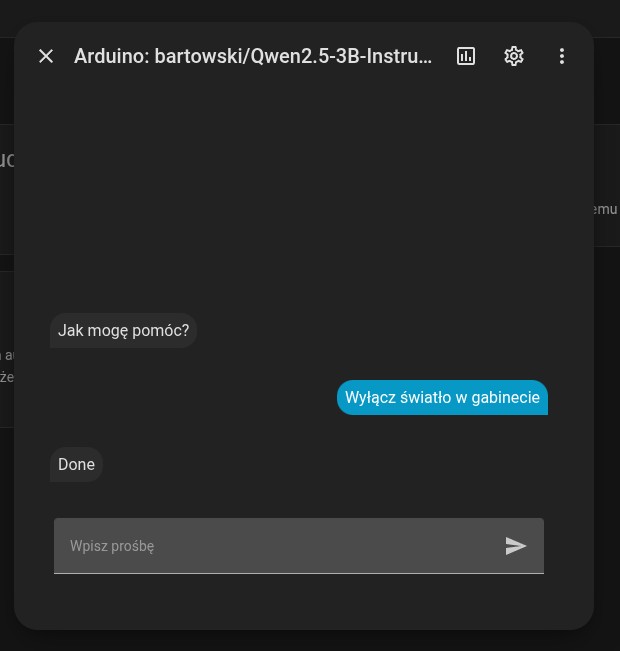 Arduino: bartowski/Qwen2.5-3B-Instru...
Jak mogę pomóc?
Wyłącz światło w gabinecie
Done
Wpisz prośbę